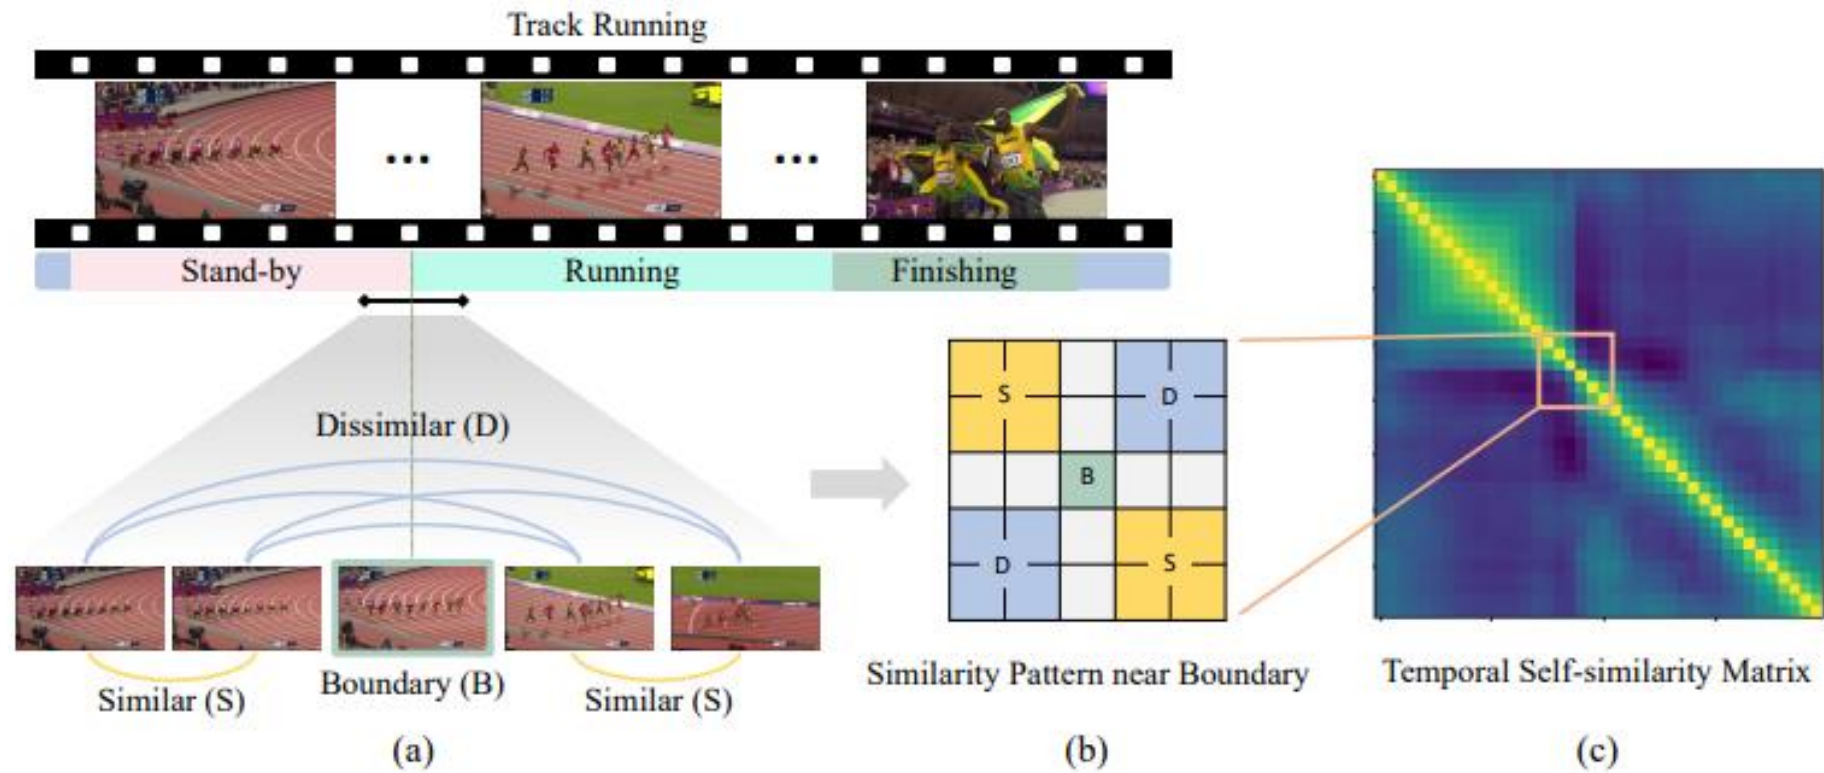 Track Running
... ...
Stand-by Running Finishing
Dissimilar (D)
Similar (S) Boundary (B) Similar (S)
(a)
S D
B
D S
Similarity Pattern near Boundary
(b)
Temporal Self-similarity Matrix
(c)